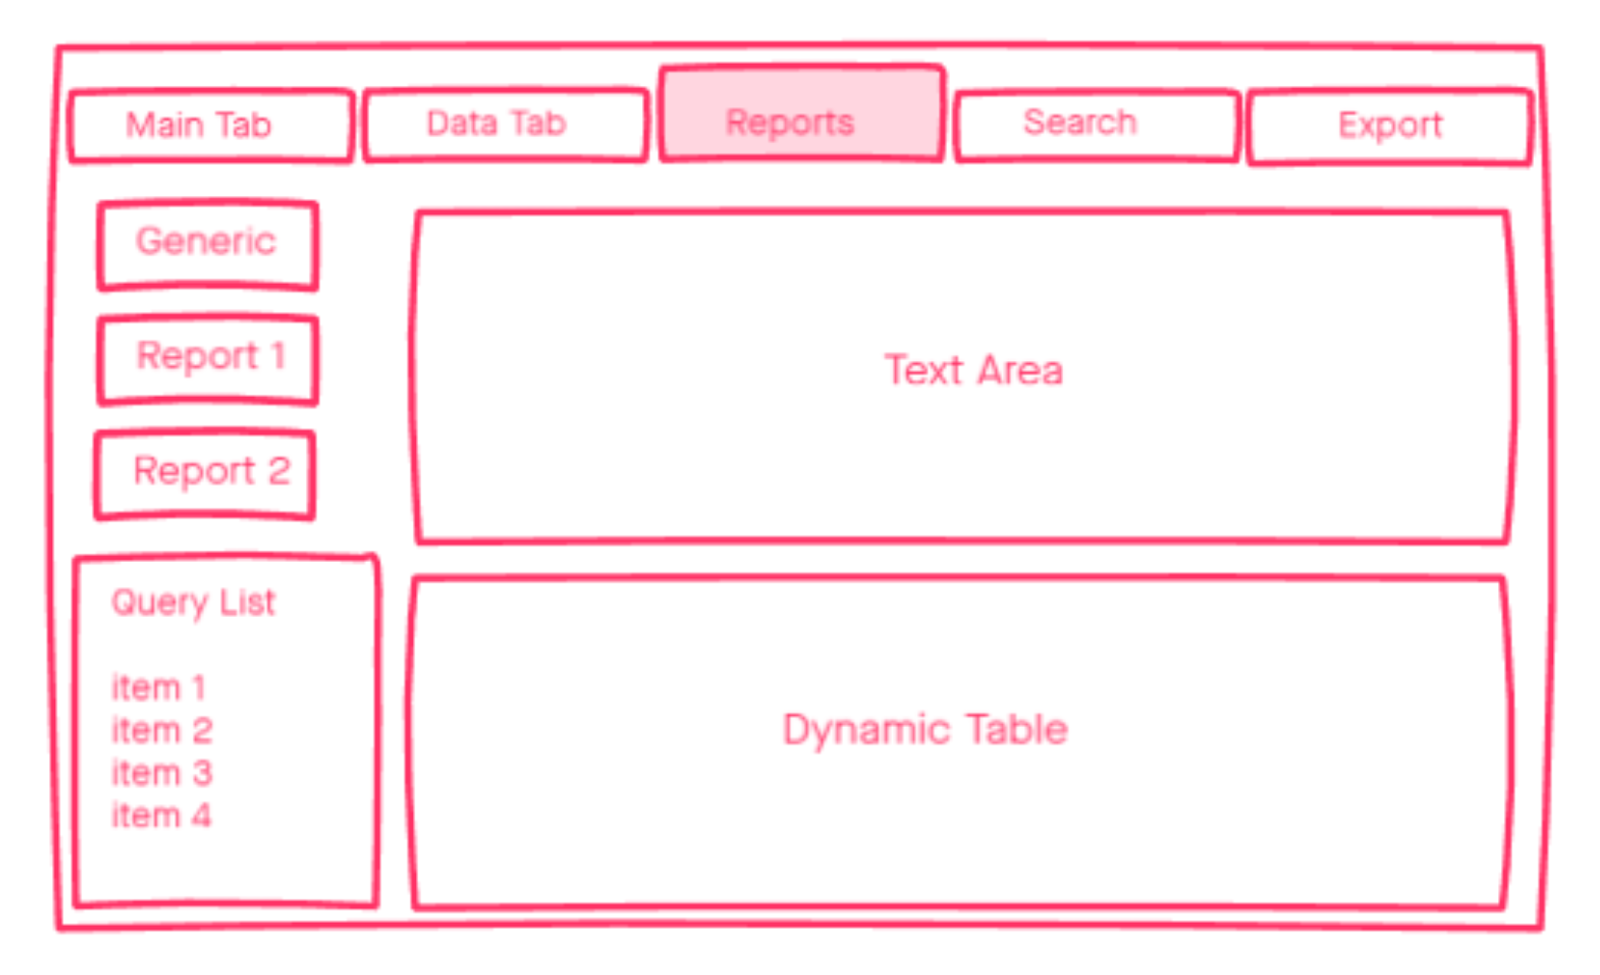 Main Tab
Data Tab
Reports
Search
Export
Generic
Report 1
Report 2
Text Area
Query List
item 1
item 2
item 3
item 4
Dynamic Table